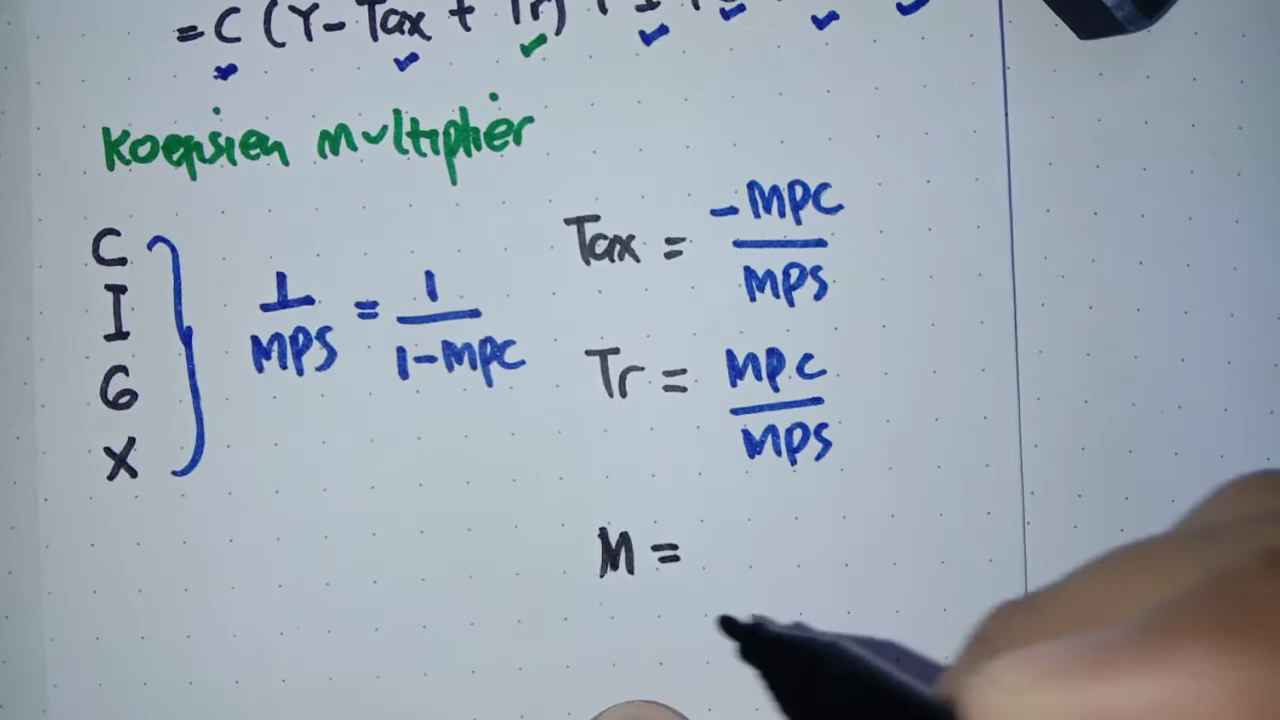 = C (Y - Tax + Tr) + I
Koepsien multiplier
C
I
G
X
1/MPS = 1/1-MPC
Tax = -MPC/MPS
Tr = MPC/MPS
M =